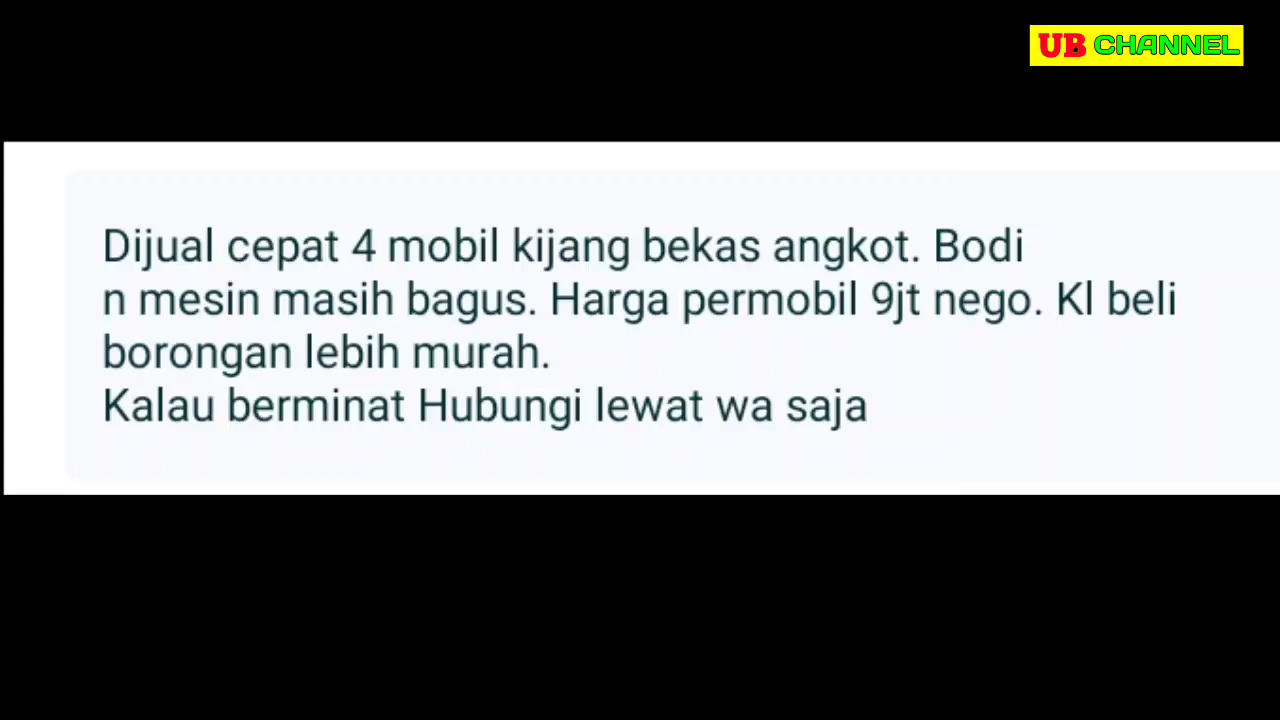 UB CHANNEL
Dijual cepat 4 mobil kijang bekas angkot. Bodi
n mesin masih bagus. Harga permobil 9jt nego. Kl beli
borongan lebih murah.
Kalau berminat Hubungi lewat wa saja